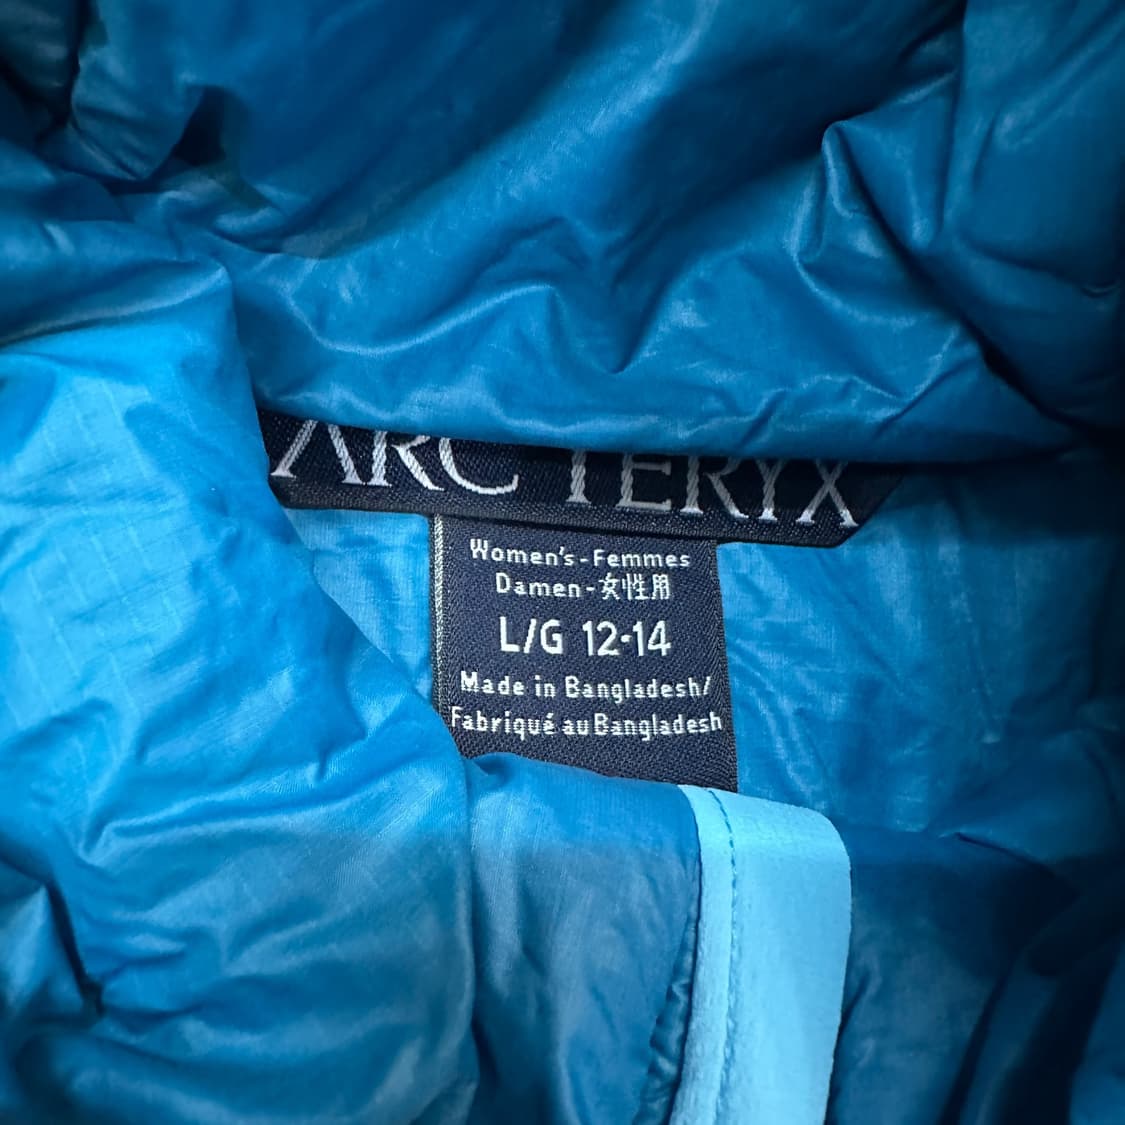 ARC'TERYX
Women's-Femmes
Damen-女性用
L/G 12·14
Made in Bangladesh/
Fabriqué au Bangladesh